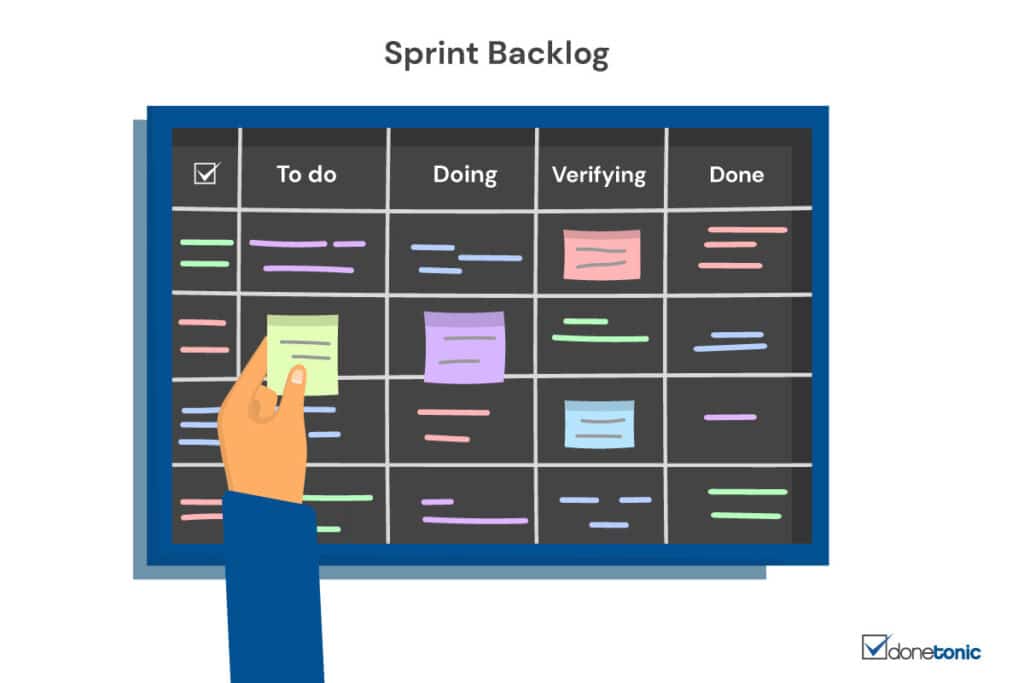 Sprint Backlog
To do
Doing
Verifying
Done
donetonic